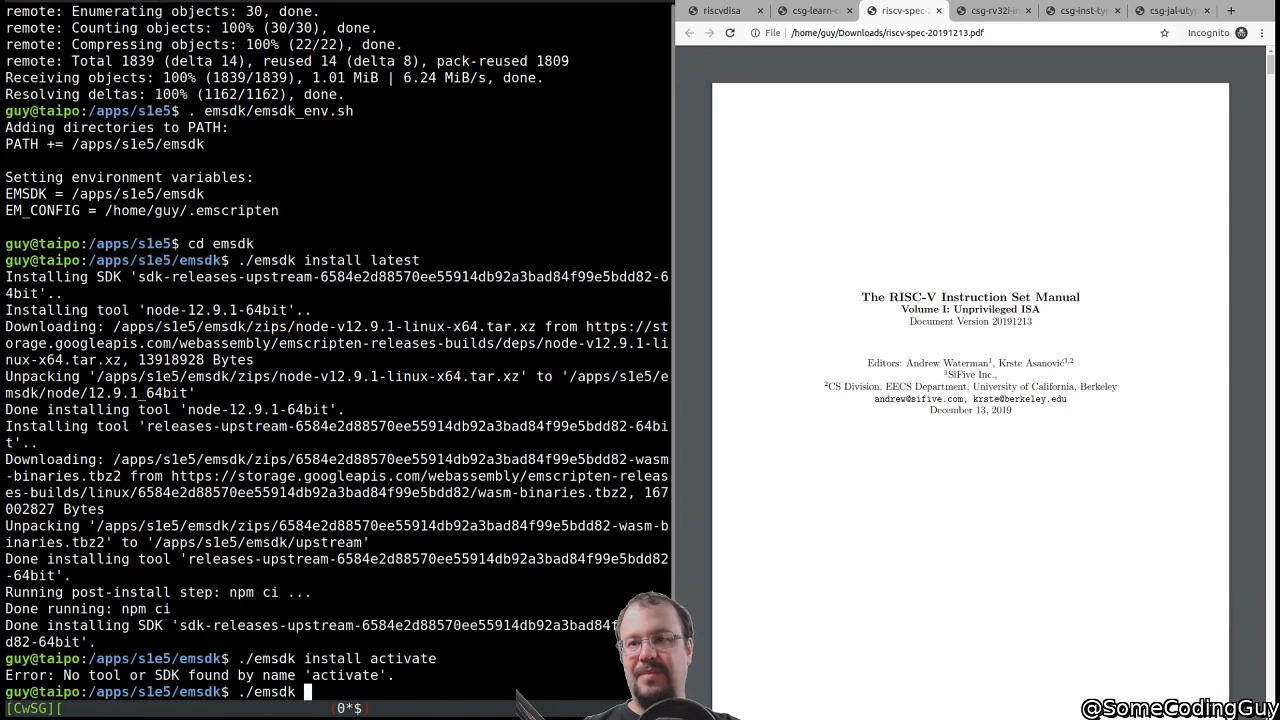 remote: Enumerating objects: 30, done.
remote: Counting objects: 100% (30/30), done.
remote: Compressing objects: 100% (22/22), done.
remote: Total 1839 (delta 14), reused 14 (delta 8), pack-reused 1809
Receiving objects: 100% (1839/1839), 1.01 MiB | 6.24 MiB/s, done.
Resolving deltas: 100% (1162/1162), done.
guy@taipo:/apps/s1e5$ . emsdk/emsdk_env.sh
Adding directories to PATH:
PATH += /apps/s1e5/emsdk
Setting environment variables:
EMSDK = /apps/s1e5/emsdk
EM_CONFIG = /home/guy/.emscripten
guy@taipo:/apps/s1e5$ cd emsdk
guy@taipo:/apps/s1e5/emsdk$ ./emsdk install latest
Installing SDK 'sdk-releases-upstream-6584e2d88570ee55914db92a3bad84f99e5bdd82-6
4bit'..
Installing tool 'node-12.9.1-64bit'..
Downloading: /apps/s1e5/emsdk/zips/node-v12.9.1-linux-x64.tar.xz from https://st
orage.googleapis.com/webassembly/emscripten-releases-builds/deps/node-v12.9.1-li
nux-x64.tar.xz, 13918928 Bytes
Unpacking '/apps/s1e5/emsdk/zips/node-v12.9.1-linux-x64.tar.xz' to '/apps/s1e5/e
msdk/node/12.9.1_64bit'
Done installing tool 'node-12.9.1-64bit'.
Installing tool 'releases-upstream-6584e2d88570ee55914db92a3bad84f99e5bdd82-64bi
t'..
Downloading: /apps/s1e5/emsdk/zips/6584e2d88570ee55914db92a3bad84f99e5bdd82-wasm
-binaries.tbz2 from https://storage.googleapis.com/webassembly/emscripten-releas
es-builds/linux/6584e2d88570ee55914db92a3bad84f99e5bdd82/wasm-binaries.tbz2, 167
002827 Bytes
Unpacking '/apps/s1e5/emsdk/zips/6584e2d88570ee55914db92a3bad84f99e5bdd82-wasm-b
inaries.tbz2' to '/apps/s1e5/emsdk/upstream'
Done installing tool 'releases-upstream-6584e2d88570ee55914db92a3bad84f99e5bdd82
-64bit'.
Running post-install step: npm ci ...
Done running: npm ci
Done installing SDK 'sdk-releases-upstream-6584e2d88570ee55914db92a3bad84f
d82-64bit'.
guy@taipo:/apps/s1e5/emsdk$ ./emsdk install activate
Error: No tool or SDK found by name 'activate'.
guy@taipo:/apps/s1e5/emsdk$ ./emsdk
[CwSG][ (0*$)
riscvdisa csg-learn-c riscv-spec- csg-rv32i-in csg-inst-typ csg-jal-utyp
File /home/guy/Downloads/riscv-spec-20191213.pdf Incognito
The RISC-V Instruction Set Manual
Volume I: Unprivileged ISA
Document Version 20191213
Editors: Andrew Waterman1, Krste Asanović1,2
1SiFive Inc.,
2CS Division, EECS Department, University of California, Berkeley
andrew@sifive.com, krste@berkeley.edu
December 13, 2019
@SomeCodingGuy